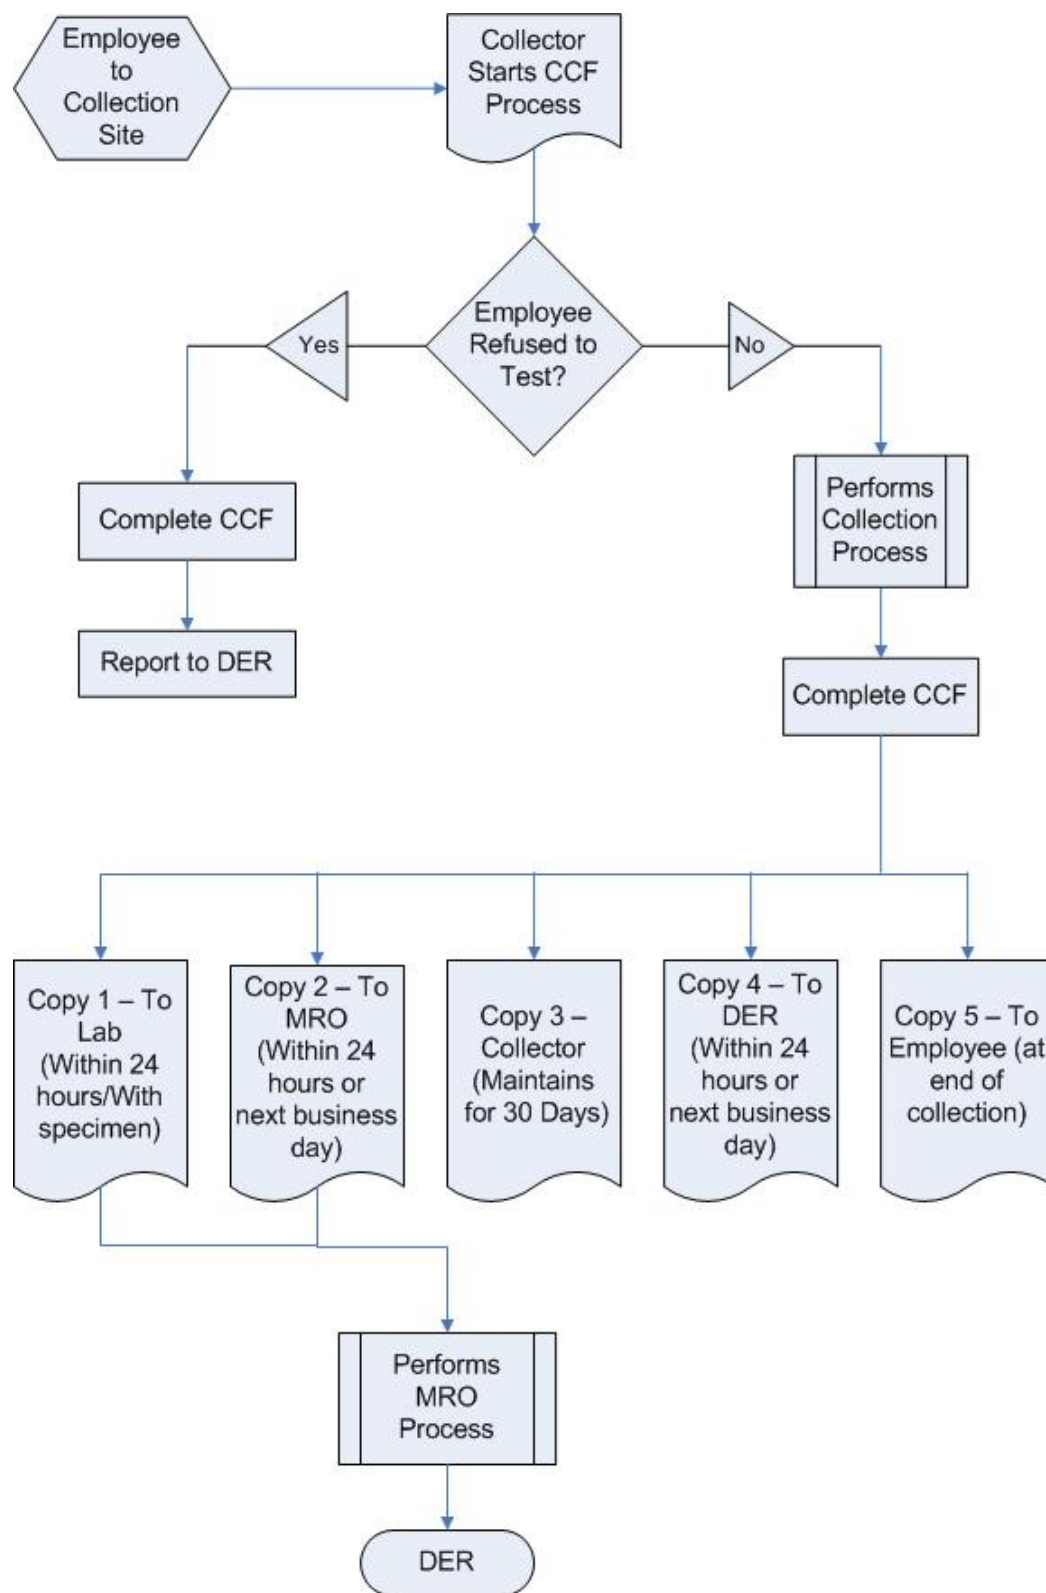 Employee
to
Collection
Site
Collector
Starts CCF
Process
Employee
Refused to
Test?
Yes
No
Complete CCF
Performs
Collection
Process
Report to DER
Complete CCF
Copy 1 – To
Lab
(Within 24
hours/With
specimen)
Copy 2 – To
MRO
(Within 24
hours or
next business
day)
Copy 3 –
Collector
(Maintains
for 30 Days)
Copy 4 – To
DER
(Within 24
hours or
next business
day)
Copy 5 – To
Employee (at
end of
collection)
Performs
MRO
Process
DER